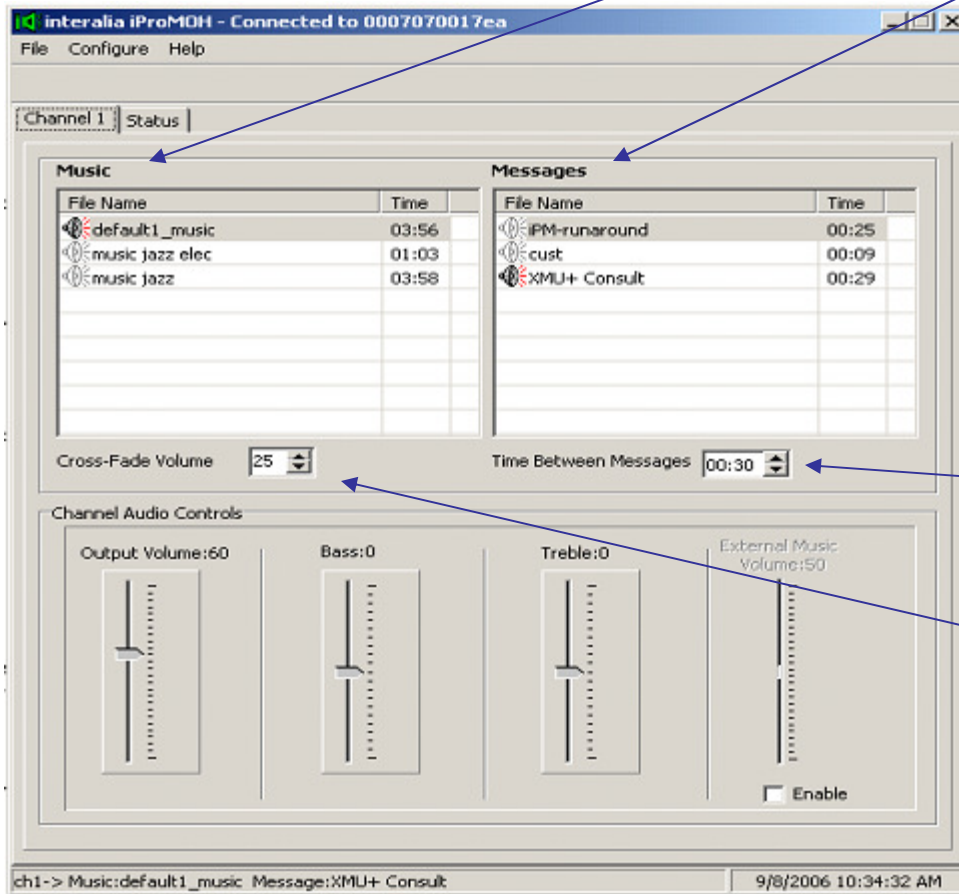 interalia iProMOH - Connected to 0007070017ea
File Configure Help
Channel 1 Status
Music
File Name Time
default1_music 03:56
music jazz elec 01:03
music jazz 03:58
Messages
File Name Time
iPM-runaround 00:25
cust 00:09
XMU+ Consult 00:29
Cross-Fade Volume 25
Time Between Messages 00:30
Channel Audio Controls
Output Volume:60
Bass:0
Treble:0
External Music
Volume:50
Enable
ch1-> Music:default1_music Message:XMU+ Consult 9/8/2006 10:34:32 AM